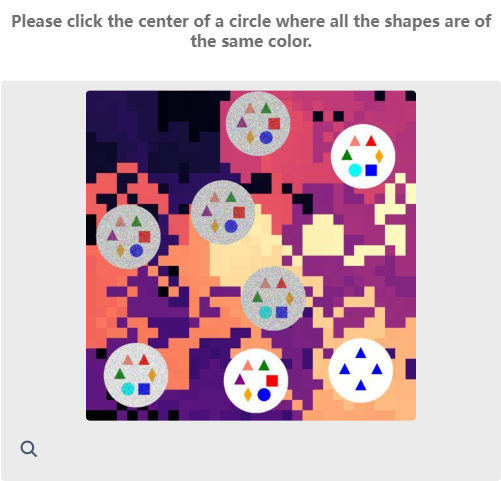 Please click the center of a circle where all the shapes are of
the same color.